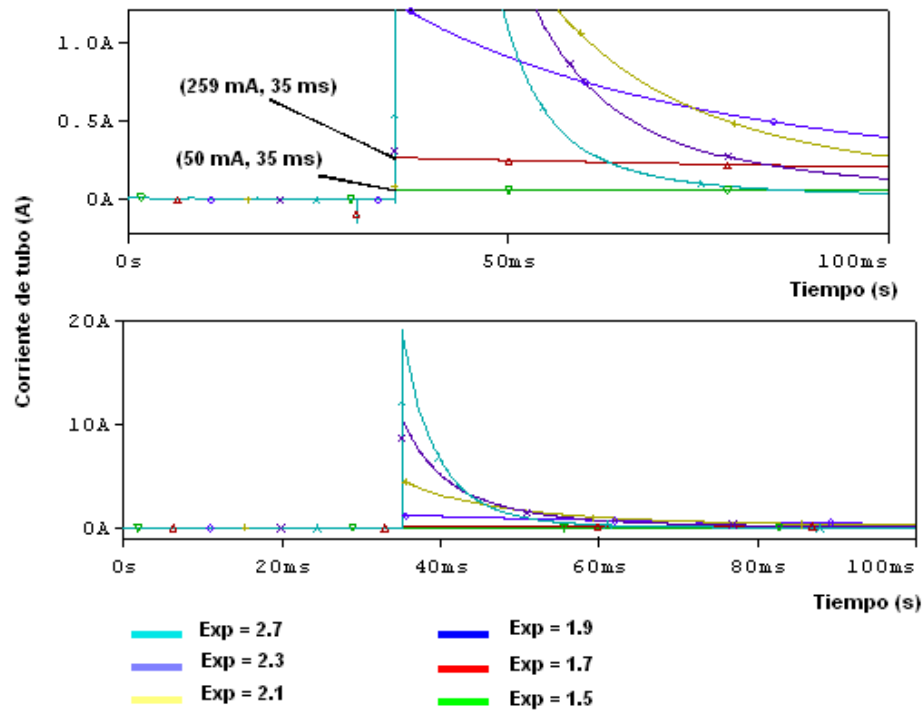 1.0A
(259 mA, 35 ms)
0.5A
(50 mA, 35 ms)
0A
0s
50ms
100ms
Tiempo (s)
Corriente de tubo (A)
20A
10A
0A
0s
20ms
40ms
60ms
80ms
100ms
Tiempo (s)
Exp = 2.7
Exp = 1.9
Exp = 2.3
Exp = 1.7
Exp = 2.1
Exp = 1.5